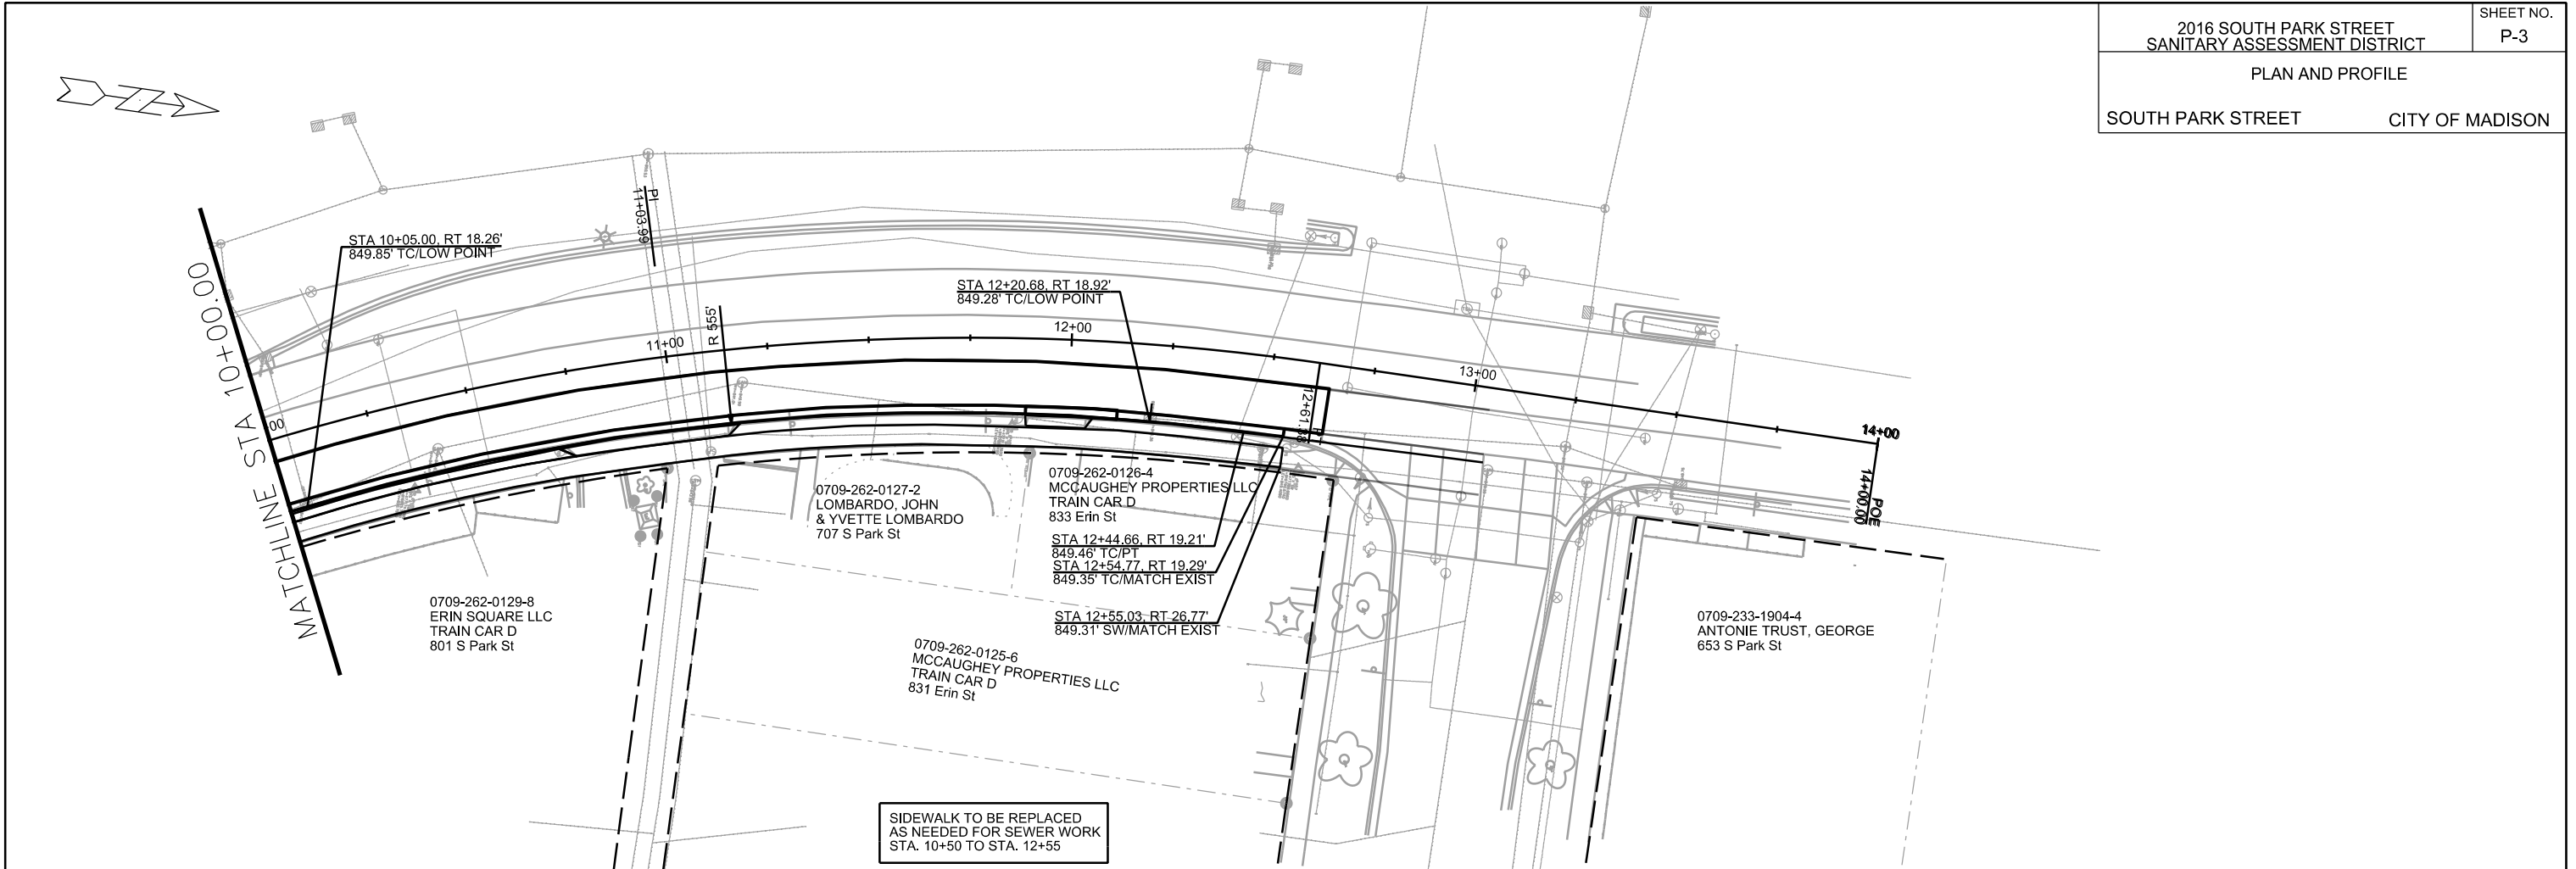 2016 SOUTH PARK STREET
SANITARY ASSESSMENT DISTRICT
SHEET NO.
P-3
PLAN AND PROFILE
SOUTH PARK STREET
CITY OF MADISON
MATCHLINE STA 10+00.00
STA 10+05.00, RT 18.26'
849.85' TC/LOW POINT
PI
11+03.99
R 555'
00
11+00
12+00
13+00
14+00
STA 12+20.68, RT 18.92'
849.28' TC/LOW POINT
POE
14+00.00
0709-262-0129-8
ERIN SQUARE LLC
TRAIN CAR D
801 S Park St
0709-262-0127-2
LOMBARDO, JOHN
& YVETTE LOMBARDO
707 S Park St
0709-262-0126-4
MCCAUGHEY PROPERTIES LLC
TRAIN CAR D
833 Erin St
STA 12+44.66, RT 19.21'
849.46' TC/PT
STA 12+54.77, RT 19.29'
849.35' TC/MATCH EXIST
STA 12+55.03, RT 26.77'
849.31' SW/MATCH EXIST
0709-262-0125-6
MCCAUGHEY PROPERTIES LLC
TRAIN CAR D
831 Erin St
0709-233-1904-4
ANTONIE TRUST, GEORGE
653 S Park St
SIDEWALK TO BE REPLACED
AS NEEDED FOR SEWER WORK
STA. 10+50 TO STA. 12+55